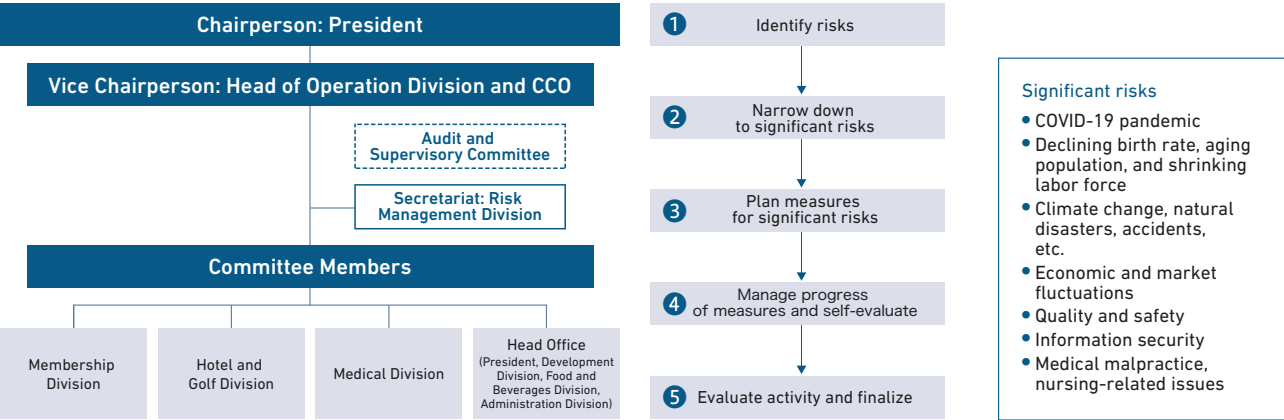 Chairperson: President
Vice Chairperson: Head of Operation Division and CCO
Audit and
Supervisory Committee
Secretariat: Risk
Management Division
Committee Members
Membership
Division
Hotel and
Golf Division
Medical Division
Head Office
(President, Development
Division, Food and
Beverages Division,
Administration Division)
1 Identify risks
2 Narrow down
to significant risks
3 Plan measures
for significant risks
4 Manage progress
of measures and self-evaluate
5 Evaluate activity and finalize
Significant risks
• COVID-19 pandemic
• Declining birth rate, aging
population, and shrinking
labor force
• Climate change, natural
disasters, accidents,
etc.
• Economic and market
fluctuations
• Quality and safety
• Information security
• Medical malpractice,
nursing-related issues